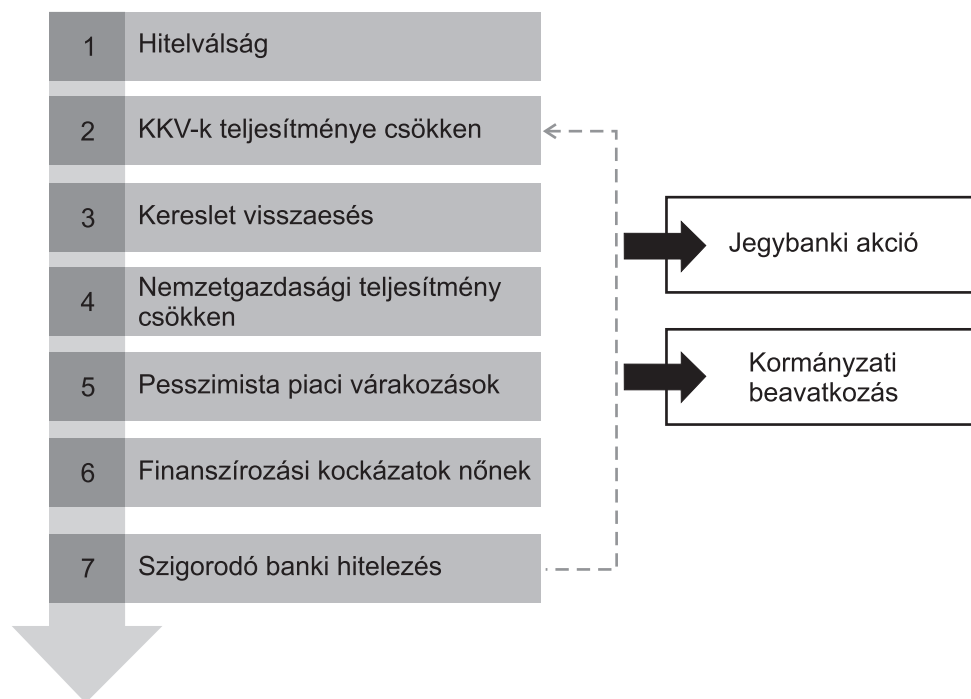 1 Hitelválság
2 KKV-k teljesítménye csökken
3 Kereslet visszaesés
4 Nemzetgazdasági teljesítmény
csökken
5 Pesszimista piaci várakozások
6 Finanszírozási kockázatok nőnek
7 Szigorodó banki hitelezés
Jegybanki akció
Kormányzati
beavatkozás